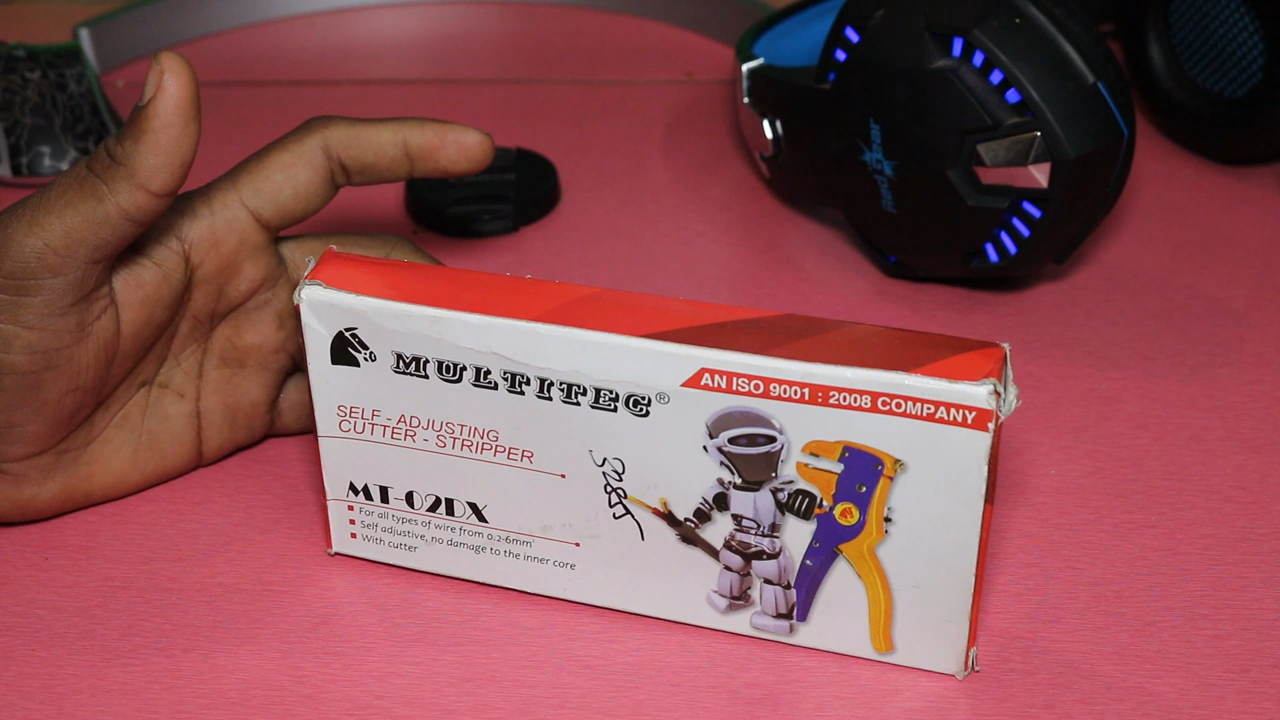 MULTITEC®
AN ISO 9001 : 2008 COMPANY
SELF - ADJUSTING
CUTTER - STRIPPER
MT-02DX
For all types of wire from 0.2-6mm²
Self adjustive, no damage to the inner core
With cutter